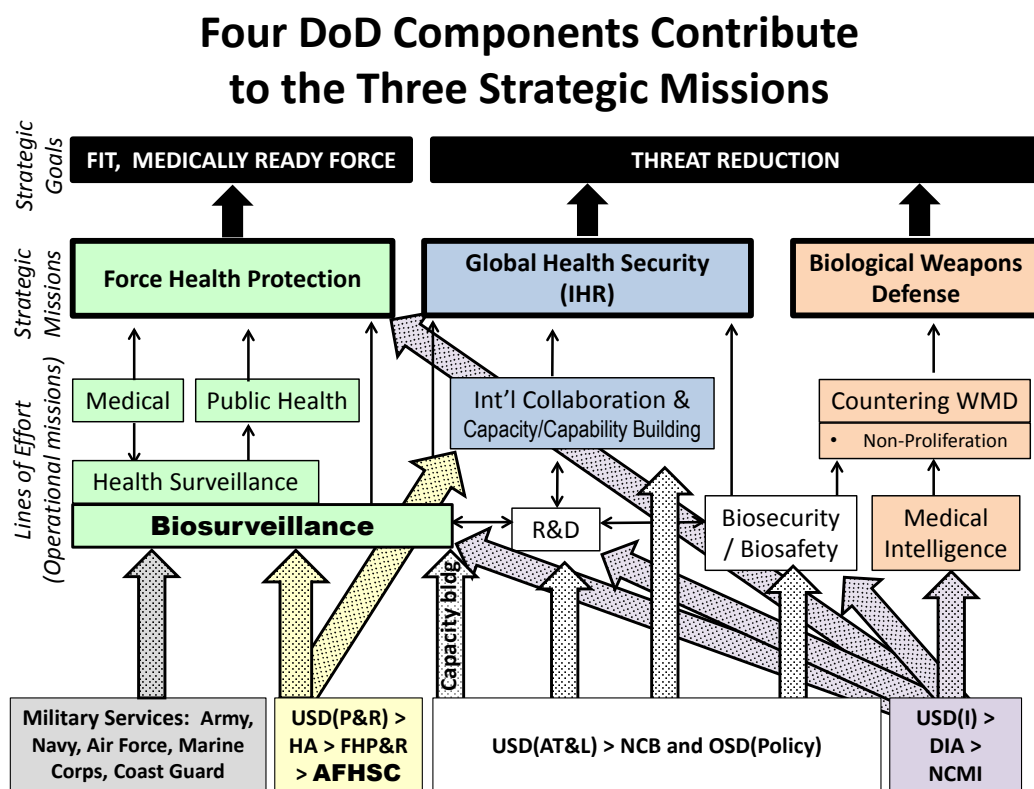 Four DoD Components Contribute
to the Three Strategic Missions
Strategic
Goals
FIT, MEDICALLY READY FORCE
THREAT REDUCTION
Strategic
Missions
Force Health Protection
Global Health Security
(IHR)
Biological Weapons
Defense
Lines of Effort
(Operational missions)
Medical
Public Health
Int'l Collaboration &
Capacity/Capability Building
Countering WMD
• Non-Proliferation
Health Surveillance
Biosurveillance
R&D
Biosecurity
/ Biosafety
Medical
Intelligence
Capacity bldg
Military Services: Army,
Navy, Air Force, Marine
Corps, Coast Guard
USD(P&R) >
HA > FHP&R
> AFHSC
USD(AT&L) > NCB and OSD(Policy)
USD(I) >
DIA >
NCMI